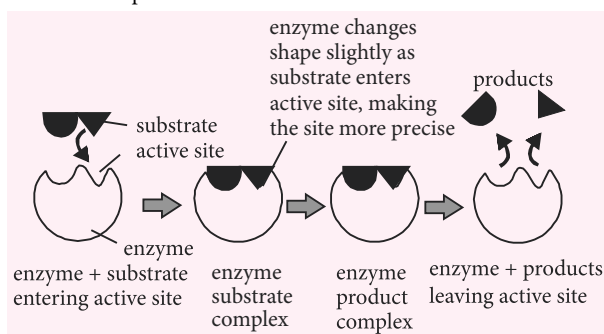 enzyme changes
shape slightly as
substrate enters
active site, making
the site more precise
products
substrate
active site
enzyme
enzyme + substrate
entering active site
enzyme
substrate
complex
enzyme
product
complex
enzyme + products
leaving active site